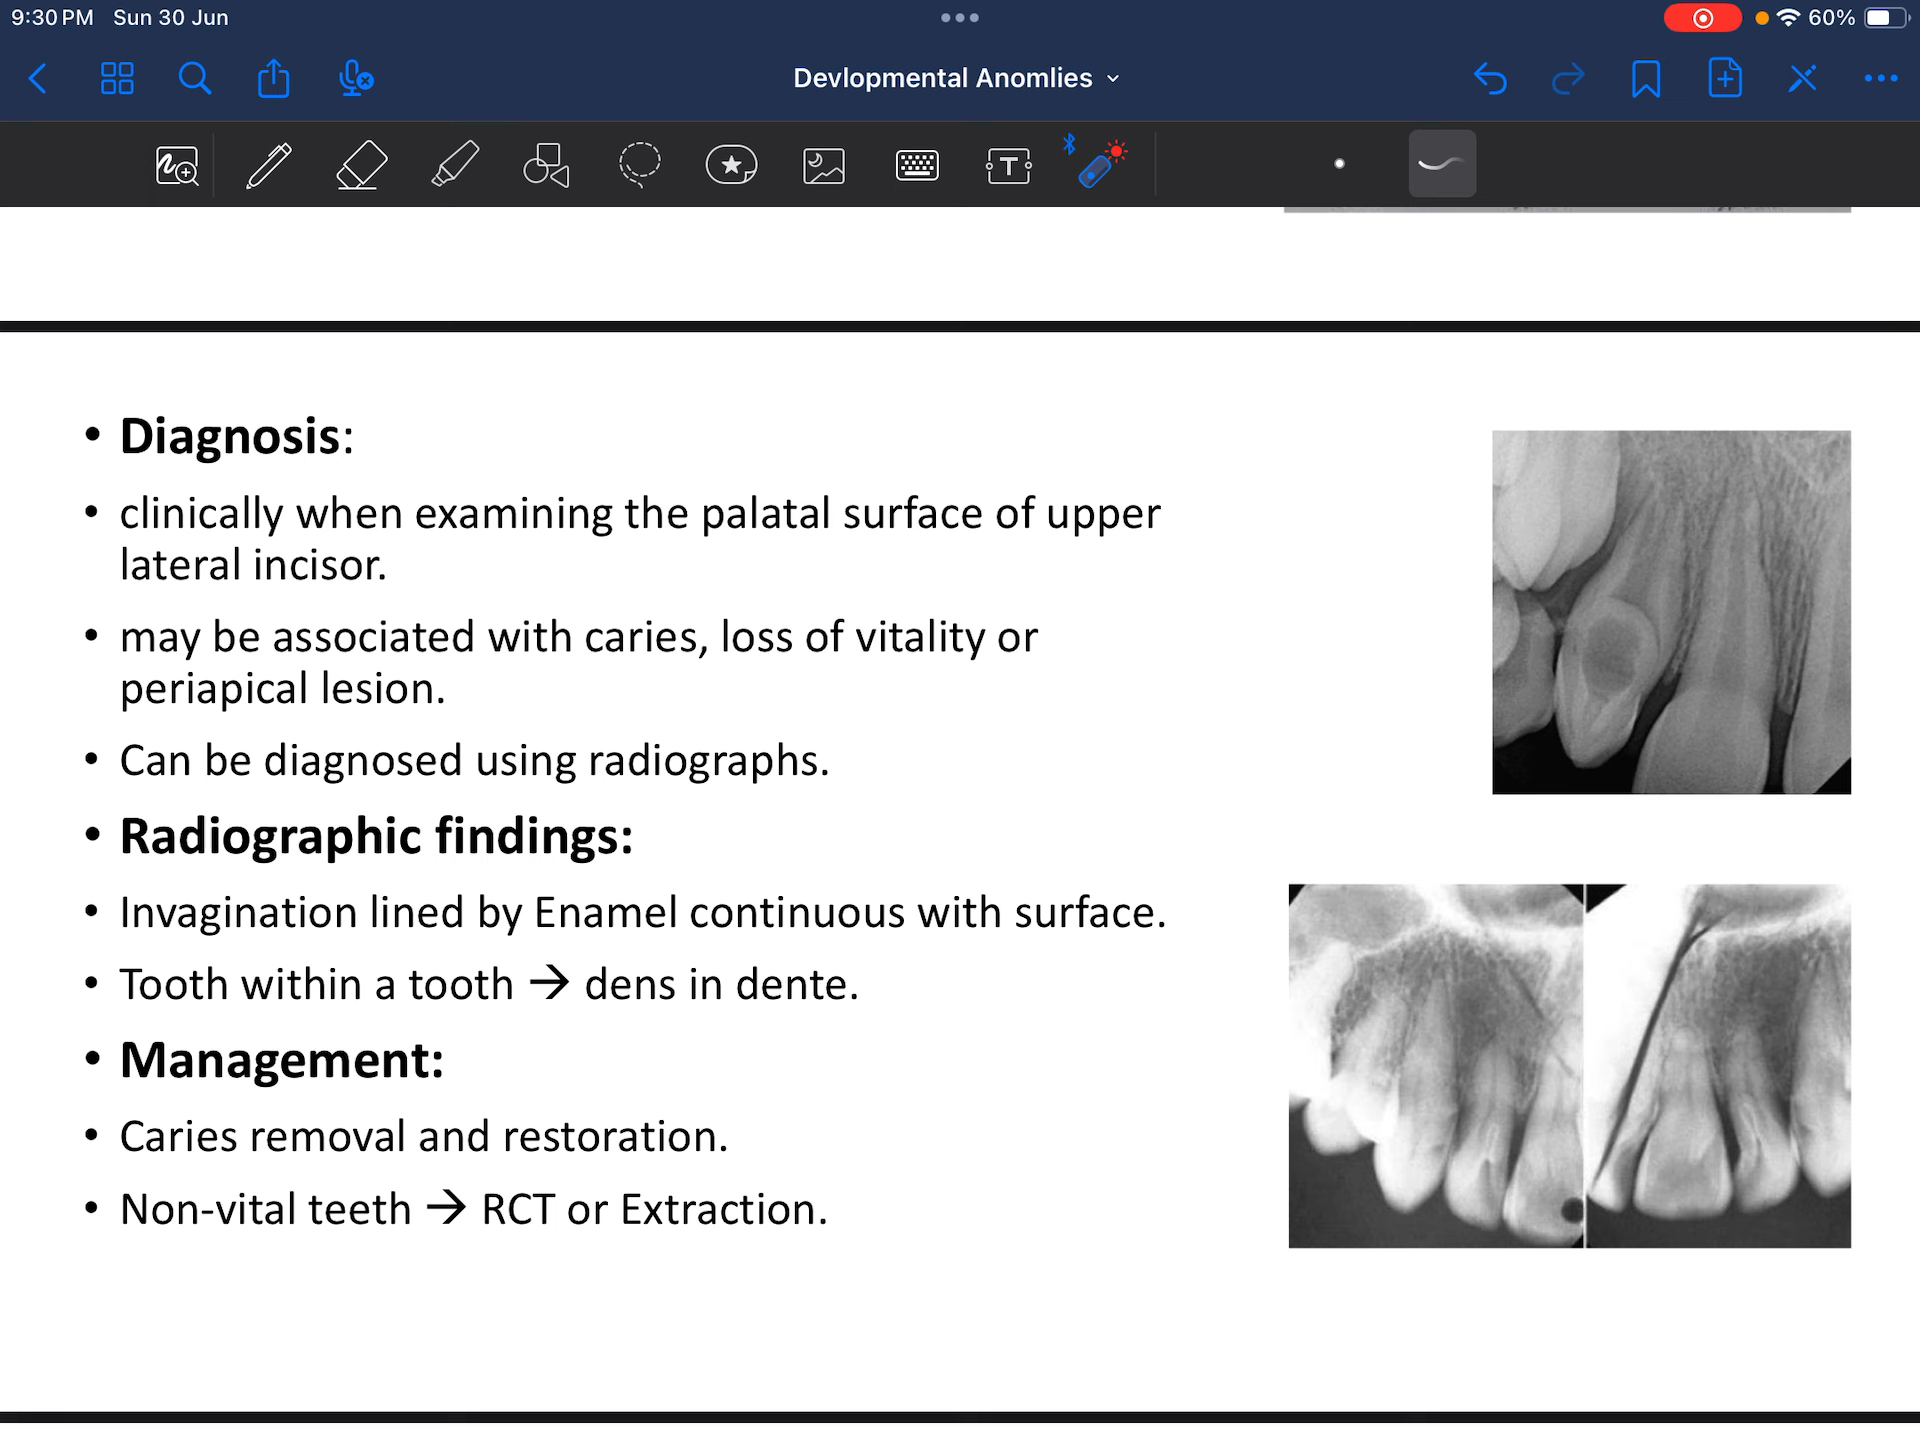 9:30 PM Sun 30 Jun
60%
Devlopmental Anomlies
T
• Diagnosis:
• clinically when examining the palatal surface of upper
lateral incisor.
• may be associated with caries, loss of vitality or
periapical lesion.
• Can be diagnosed using radiographs.
• Radiographic findings:
• Invagination lined by Enamel continuous with surface.
• Tooth within a tooth → dens in dente.
• Management:
• Caries removal and restoration.
• Non-vital teeth → RCT or Extraction.